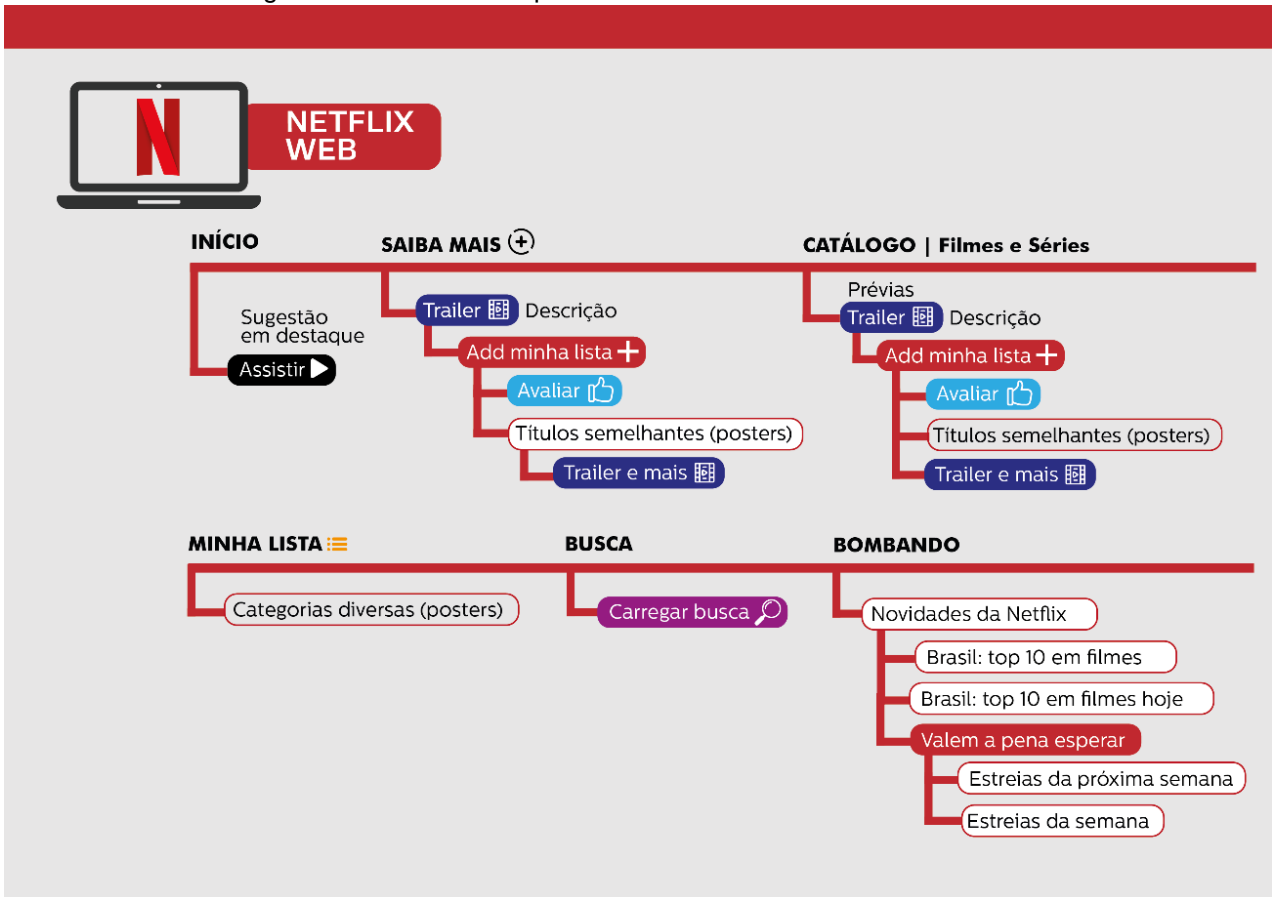 N
NETFLIX
WEB
INÍCIO
Sugestão
em destaque
Assistir
SAIBA MAIS
Trailer Descrição
Add minha lista
Avaliar
Títulos semelhantes (posters)
Trailer e mais
CATÁLOGO | Filmes e Séries
Prévias
Trailer Descrição
Add minha lista
Avaliar
Títulos semelhantes (posters)
Trailer e mais
MINHA LISTA
Categorias diversas (posters)
BUSCA
Carregar busca
BOMBANDO
Novidades da Netflix
Brasil: top 10 em filmes
Brasil: top 10 em filmes hoje
Valem a pena esperar
Estreias da próxima semana
Estreias da semana